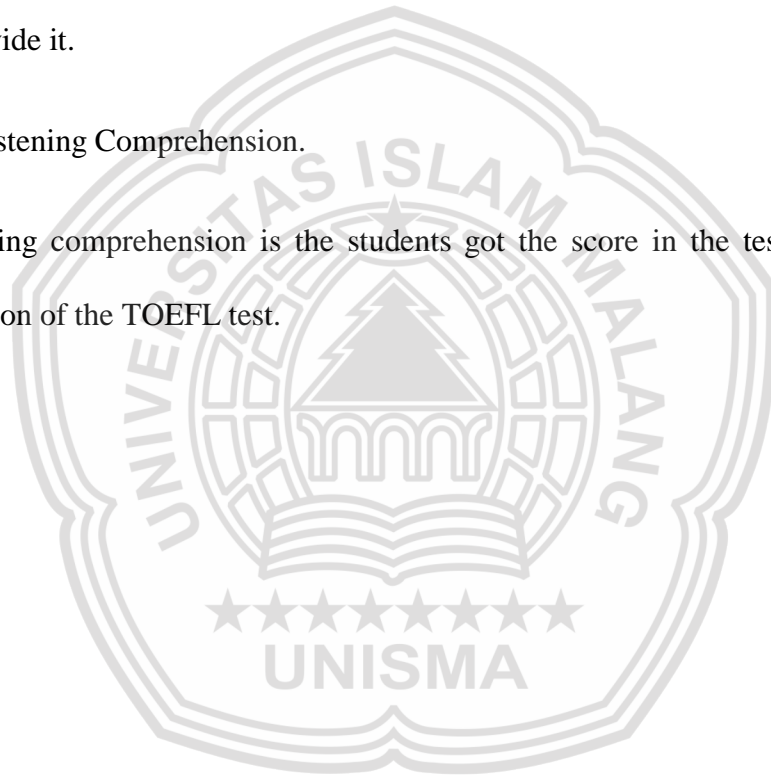 vide it.
stening Comprehension.
ing comprehension is the students got the score in the tes
on of the TOEFL test.
UNIVERSITAS ISLAM MALANG
UNISMA